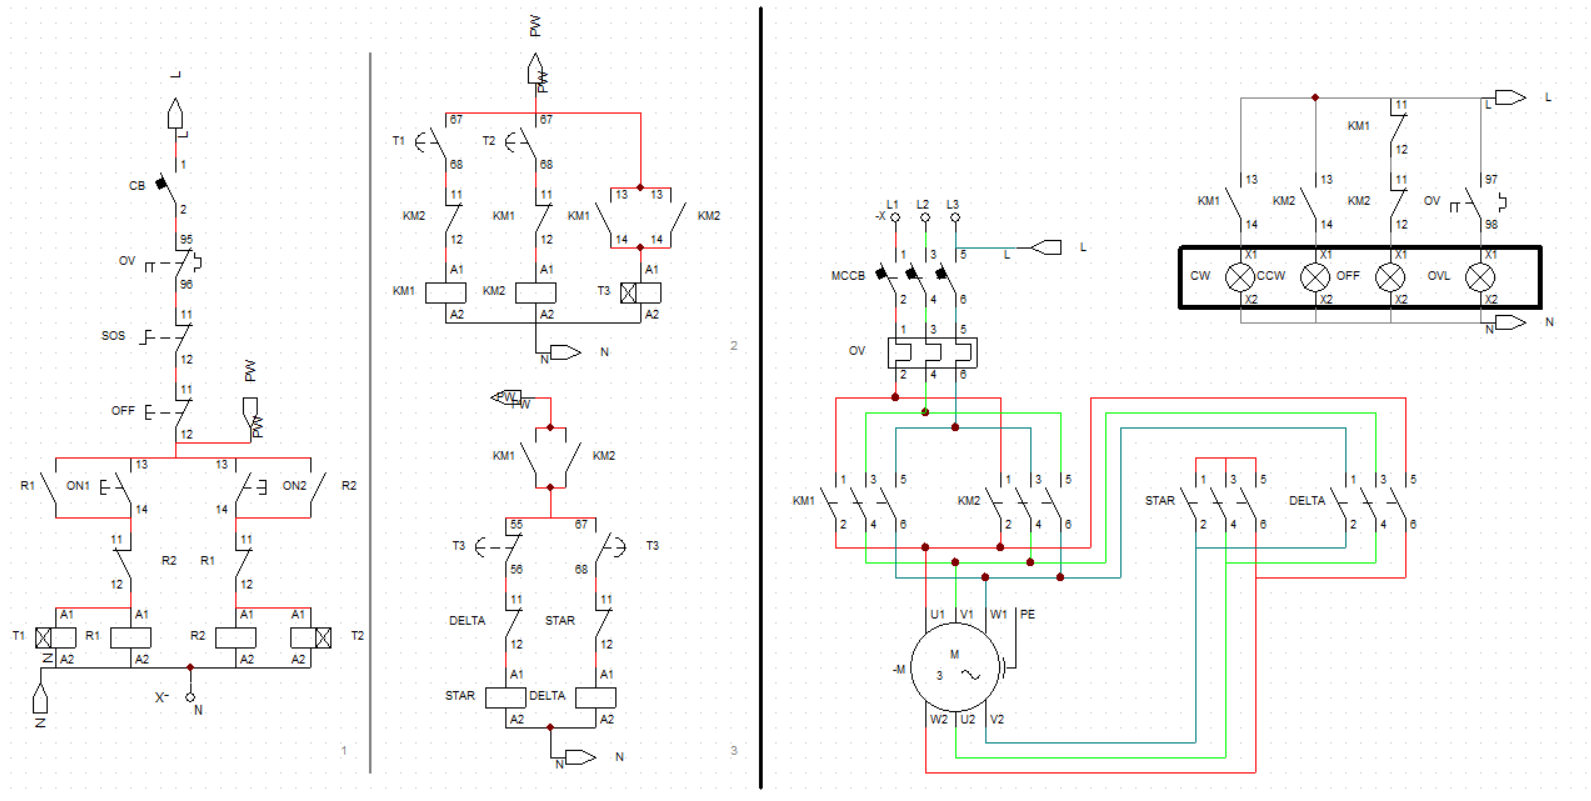 L
L
1
CB
2
95
OV
96
11
SOS
12
11
OFF
12
PW
PW
R1
ON1
13
14
13
14
ON2
R2
11
R2
12
R1
11
12
T1
A1
A2
R1
A1
A2
R2
A1
A2
A1
A2
T2
N
N
X-
N
1
PW
PW
T1
67
68
T2
67
68
KM2
11
12
KM1
11
12
KM1
13
14
13
14
KM2
KM1
A1
A2
KM2
A1
A2
T3
A1
A2
N
N
2
PW
PW
KM1
KM2
T3
55
56
67
68
T3
DELTA
11
12
STAR
11
12
STAR
A1
A2
DELTA
A1
A2
N
N
3
L1
L2
L3
-X
L
L
MCCB
1
3
5
2
4
6
OV
1
3
5
2
4
6
KM1
1
3
5
2
4
6
KM2
1
3
5
2
4
6
STAR
1
3
5
2
4
6
DELTA
1
3
5
2
4
6
U1
V1
W1
PE
-M
M
3
W2
U2
V2
L
L
KM1
11
12
KM1
13
14
KM2
13
14
KM2
11
12
OV
97
98
CW
X1
X2
CCW
X1
X2
OFF
X1
X2
OVL
X1
X2
N
N